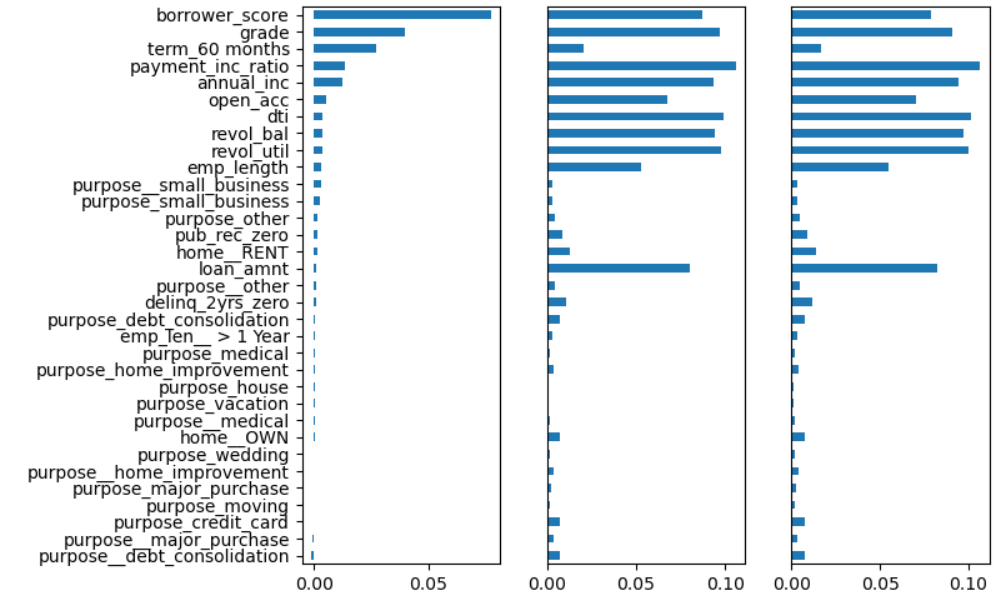 borrower_score
grade
term_60 months
payment_inc_ratio
annual_inc
open_acc
dti
revol_bal
revol_util
emp_length
purpose__small_business
purpose_small_business
purpose_other
pub_rec_zero
home__RENT
loan_amnt
purpose__other
delinq_2yrs_zero
purpose_debt_consolidation
emp_len__ > 1 Year
purpose_medical
purpose_home_improvement
purpose_house
purpose_vacation
purpose__medical
home__OWN
purpose_wedding
purpose__home_improvement
purpose_major_purchase
purpose_moving
purpose_credit_card
purpose__major_purchase
purpose__debt_consolidation
0.00 0.05 0.00 0.05 0.10 0.00 0.05 0.10